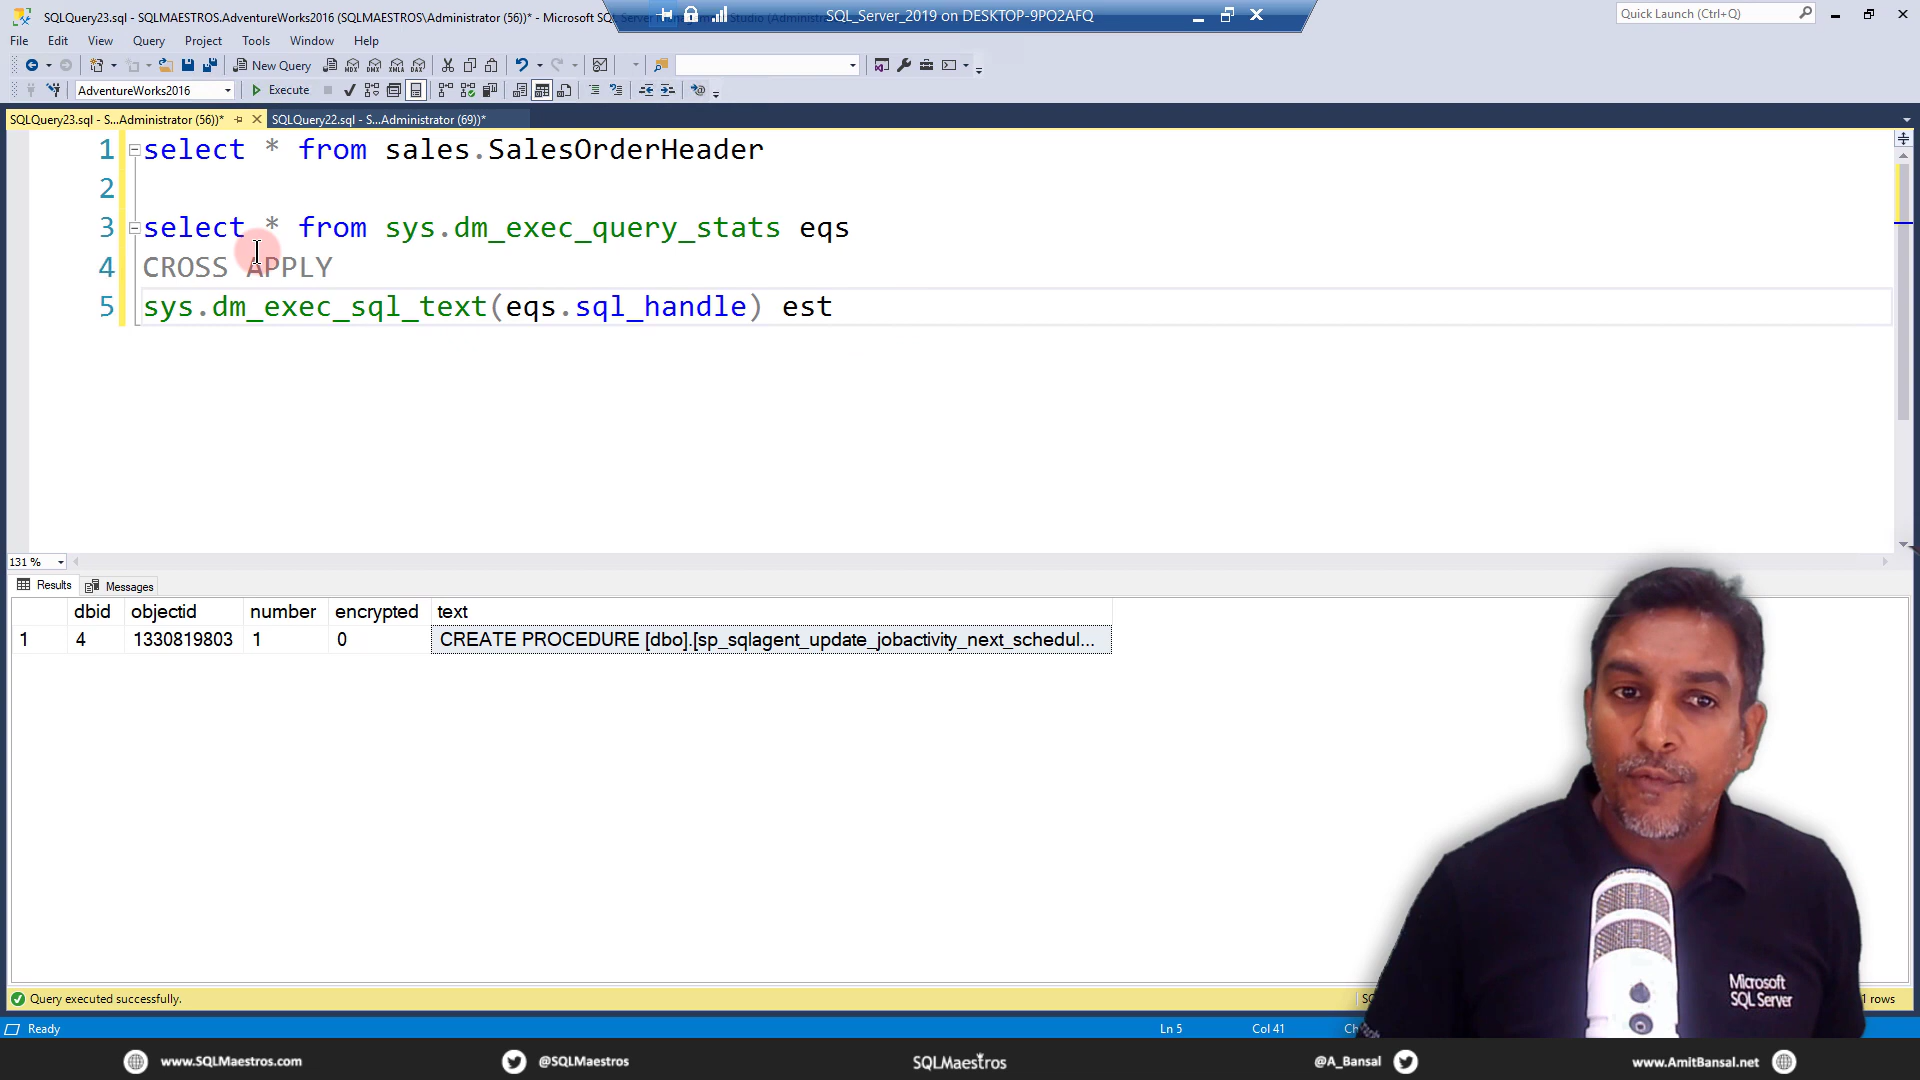 SQLQuery23.sql - SQLMAESTROS.AdventureWorks2016 (SQLMAESTROS\Administrator (56))* - Microsoft SQL
SQL_Server_2019 on DESKTOP-9PO2AFQ
Quick Launch (Ctrl+Q)
File Edit View Query Project Tools Window Help
New Query
AdventureWorks2016
Execute
SQLQuery23.sql - S...Administrator (56))*
SQLQuery22.sql - S...Administrator (69))*
1 select * from sales.SalesOrderHeader
2
3 select * from sys.dm_exec_query_stats eqs
4 CROSS APPLY
5 sys.dm_exec_sql_text(eqs.sql_handle) est
131 %
Results Messages
dbid objectid number encrypted text
1 4 1330819803 1 0 CREATE PROCEDURE [dbo].[sp_sqlagent_update_jobactivity_next_schedul...
Query executed successfully.
1 rows
Ready
Ln 5
Col 41
Microsoft
SQL Server
www.SQLMaestros.com
@SQLMaestros
SQLMaestros
@A_Bansal
www.AmitBansal.net